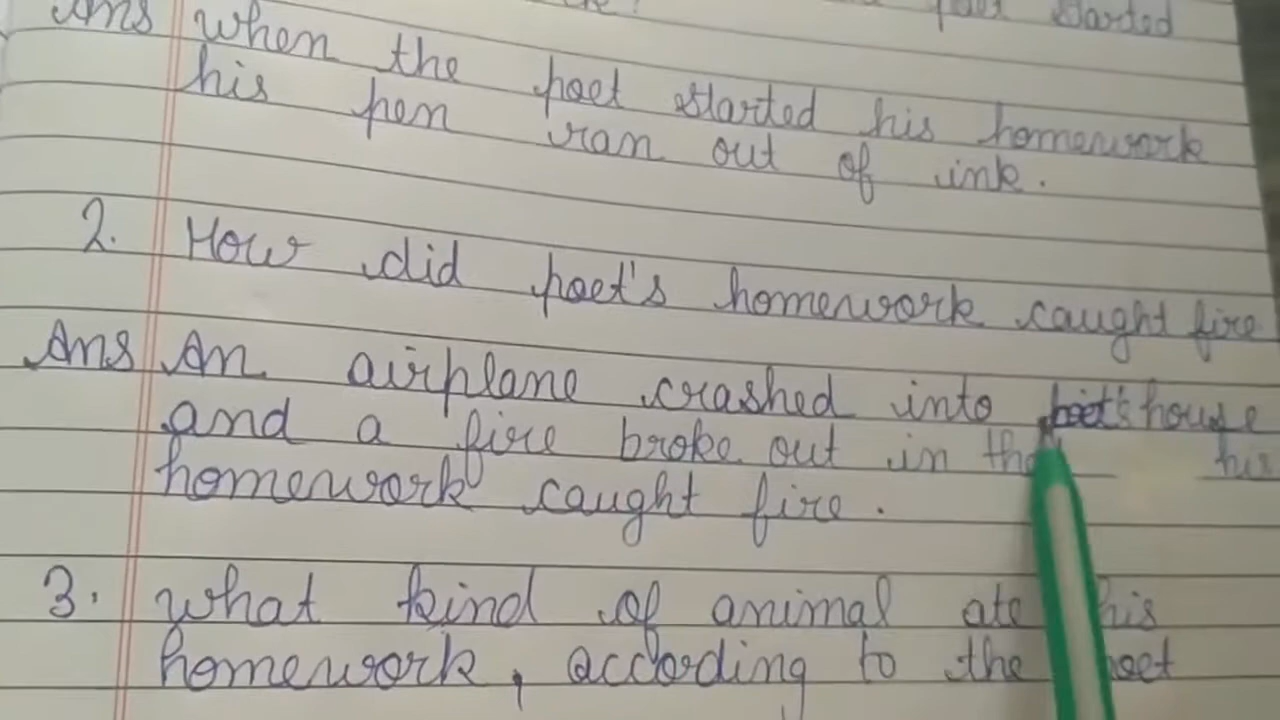 started
Ans when the poet started his homework
his pen ran out of ink.
2. How did poet's homework caught fire
Ans An airplane crashed into poet's house
and a fire broke out in his
homework caught fire.
3. what kind of animal ate his
homework, according to the poet